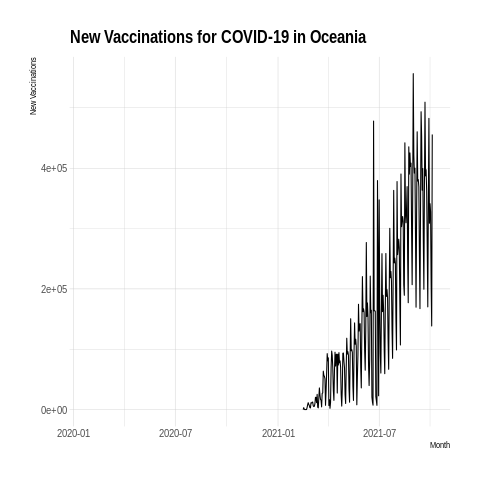 New Vaccinations for COVID-19 in Oceania
New Vaccinations
4e+05
2e+05
0e+00
2020-01
2020-07
2021-01
2021-07
Month